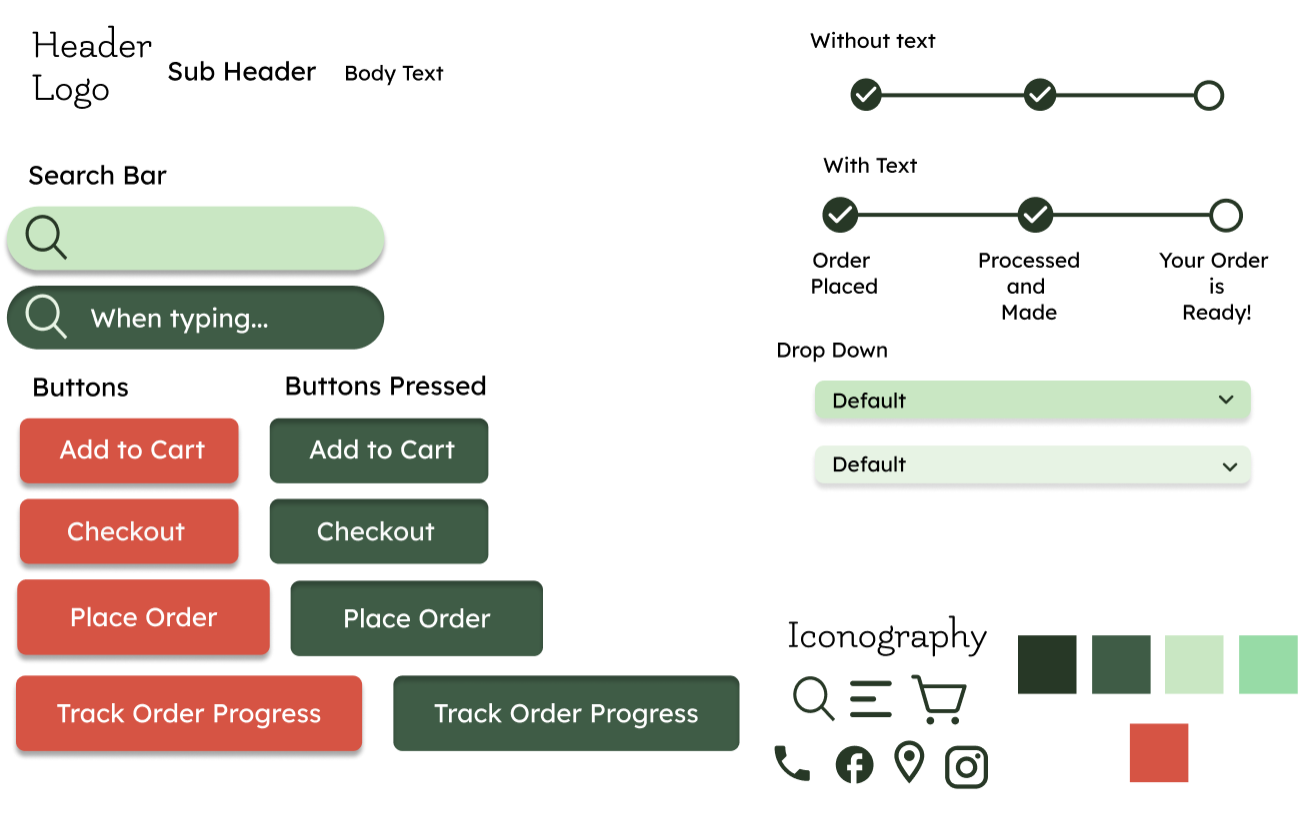 Header
Logo
Sub Header
Body Text
Search Bar
When typing...
Buttons
Buttons Pressed
Add to Cart
Add to Cart
Checkout
Checkout
Place Order
Place Order
Track Order Progress
Track Order Progress
Without text
With Text
Order
Placed
Processed
and
Made
Your Order
is
Ready!
Drop Down
Default
Default
Iconography